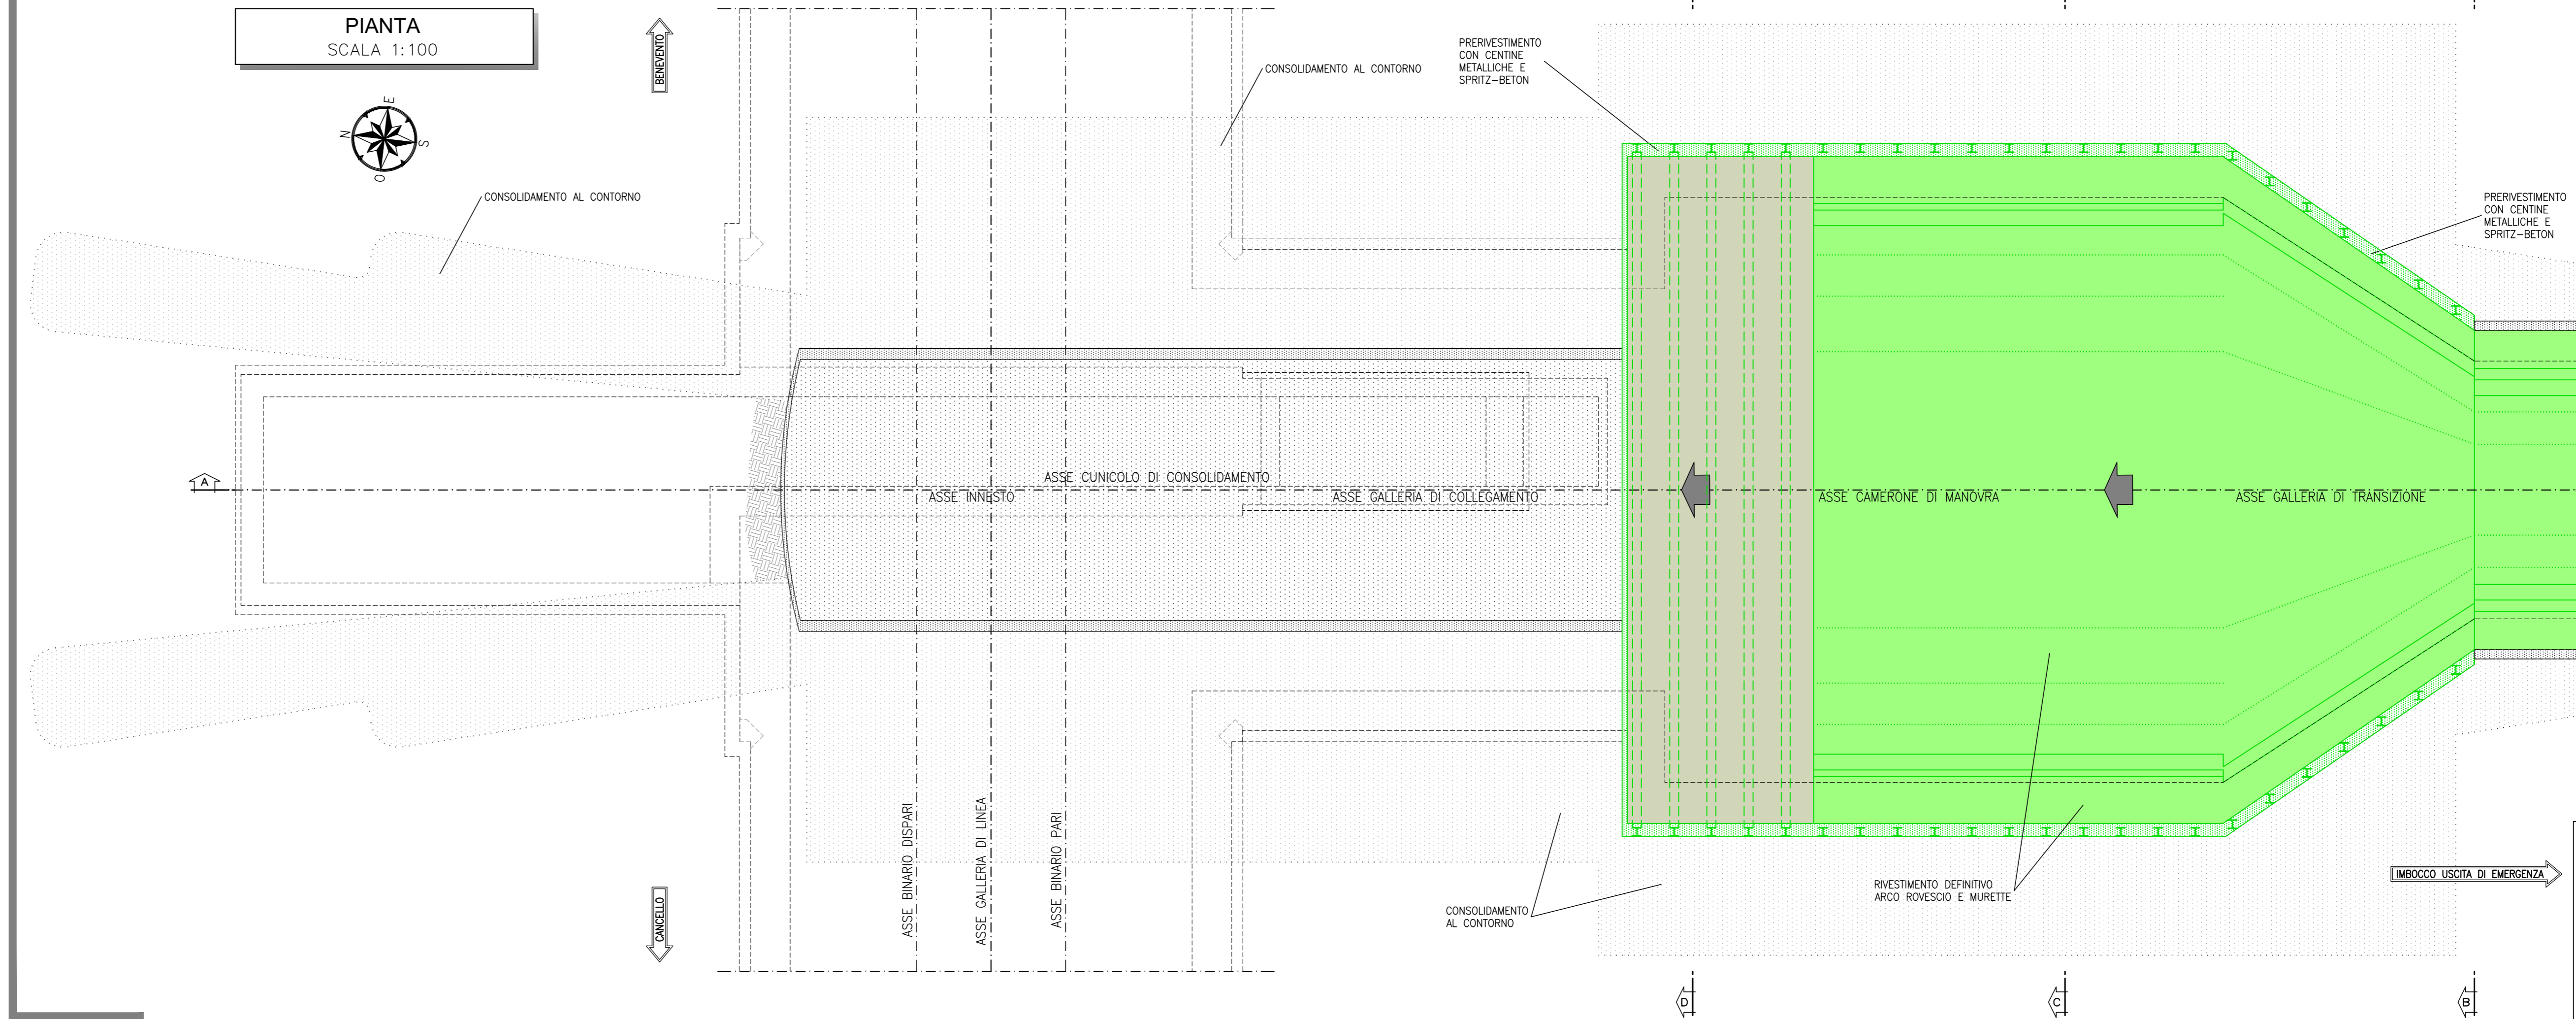 PIANTA
SCALA 1:100
BENEVENTO
E
N
S
O
CONSOLIDAMENTO AL CONTORNO
CONSOLIDAMENTO AL CONTORNO
PRERIVESTIMENTO
CON CENTINE
METALLICHE E
SPRITZ-BETON
PRERIVESTIMENTO
CON CENTINE
METALLICHE E
SPRITZ-BETON
A
ASSE CUNICOLO DI CONSOLIDAMENTO
ASSE INNESTO
ASSE GALLERIA DI COLLEGAMENTO
ASSE CAMERONE DI MANOVRA
ASSE GALLERIA DI TRANSIZIONE
ASSE BINARIO DISPARI
ASSE GALLERIA DI LINEA
ASSE BINARIO PARI
CANCELLO
CONSOLIDAMENTO
AL CONTORNO
RIVESTIMENTO DEFINITIVO
ARCO ROVESCIO E MURETTE
IMBOCCO USCITA DI EMERGENZA
D
C
B